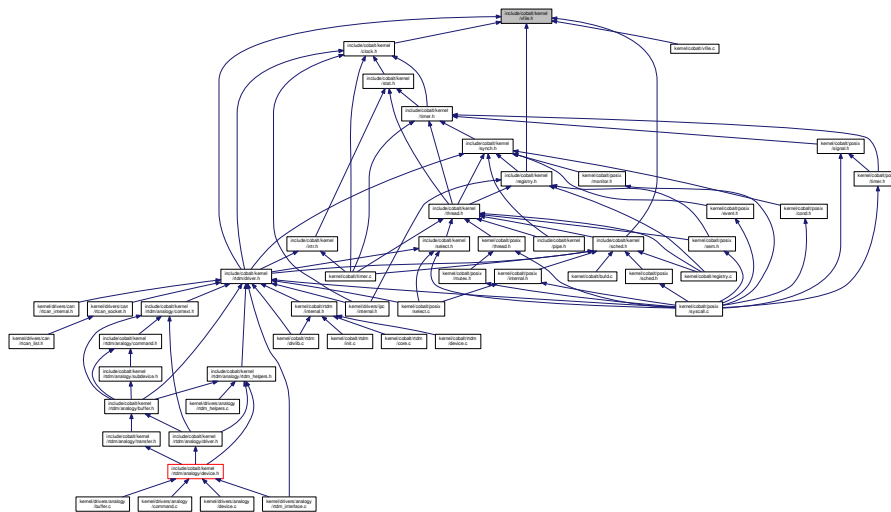 include/cobalt/kernel
/vfile.h
include/cobalt/kernel
/clock.h
kernel/cobalt/vfile.c
include/cobalt/kernel
/stat.h
include/cobalt/kernel
/timer.h
include/cobalt/kernel
/synch.h
kernel/cobalt/posix
/signal.h
include/cobalt/kernel
/registry.h
kernel/cobalt/posix
/monitor.h
kernel/cobalt/po
/timer.h
include/cobalt/kernel
/thread.h
kernel/cobalt/posix
/event.h
kernel/cobalt/posix
/cond.h
include/cobalt/kernel
/intr.h
include/cobalt/kernel
/select.h
kernel/cobalt/posix
/thread.h
include/cobalt/kernel
/pipe.h
include/cobalt/kernel
/sched.h
kernel/cobalt/posix
/sem.h
include/cobalt/kernel
/rtdm/driver.h
kernel/cobalt/timer.c
kernel/cobalt/posix
/mutex.h
kernel/cobalt/posix
/internal.h
kernel/cobalt/posix
/sched.h
kernel/cobalt/registry.c
kernel/drivers/can
/rtcan_internal.h
kernel/drivers/can
/rtcan_socket.h
include/cobalt/kernel
/rtdm/analogy/context.h
kernel/cobalt/rtdm
/internal.h
kernel/drivers/ipc
/internal.h
kernel/cobalt/posix
/select.c
kernel/cobalt/posix
/syscall.c
kernel/drivers/can
/rtcan_list.h
include/cobalt/kernel
/rtdm/analogy/command.h
kernel/cobalt/rtdm
/drvlib.c
kernel/cobalt/rtdm
/init.c
kernel/cobalt/rtdm
/core.c
kernel/cobalt/rtdm
/device.c
include/cobalt/kernel
/rtdm/analogy/subdevice.h
include/cobalt/kernel
/rtdm/analogy/rtdm_helpers.h
include/cobalt/kernel
/rtdm/analogy/buffer.h
kernel/drivers/analogy
/rtdm_helpers.c
include/cobalt/kernel
/rtdm/analogy/transfer.h
include/cobalt/kernel
/rtdm/analogy/driver.h
include/cobalt/kernel
/rtdm/analogy/device.h
kernel/drivers/analogy
/buffer.c
kernel/drivers/analogy
/command.c
kernel/drivers/analogy
/device.c
kernel/drivers/analogy
/rtdm_interface.c